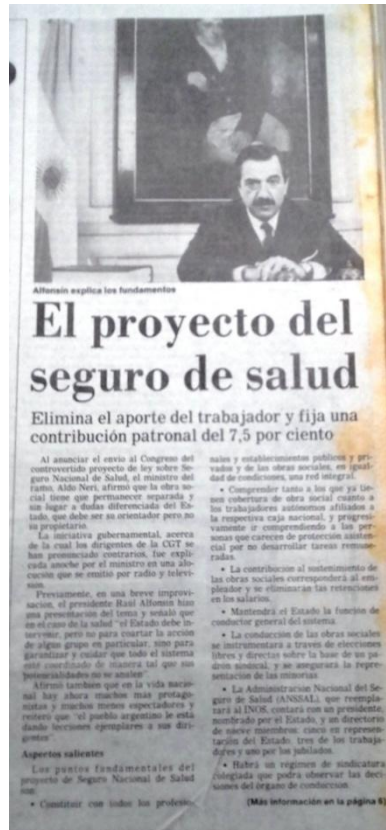 Alfonsín explica los fundamentos
El proyecto del
seguro de salud
Elimina el aporte del trabajador y fija una
contribución patronal del 7,5 por ciento
Al anunciar el envío al Congreso del
controvertido proyecto de ley sobre Se-
guro Nacional de Salud, el ministro del
ramo, Aldo Neri, afirmó que la obra so-
cial tiene que permanecer separada y
sin lugar a dudas diferenciada del Es-
tado, que debe ser su orientador pero no
su propietario.
La iniciativa gubernamental, acerca
de la cual los dirigentes de la CGT se
han pronunciado contrarios, fue expli-
cada anoche por el ministro en una alo-
cución que se emitió por radio y televi-
sión.
Previamente, en una breve improvi-
sación, el presidente Raúl Alfonsín hizo
una presentación del tema y señaló que
en el caso de la salud "el Estado debe in-
tervenir, pero no para coartar la acción
de algún grupo en particular, sino para
garantizar y cuidar que todo el sistema
esté coordinado de manera tal que sus
potencialidades no se anulen".
Afirmó también que en la vida nacio-
nal hay ahora muchos más protago-
nistas y muchos menos espectadores y
reiteró que "el pueblo argentino le está
dando lecciones ejemplares a sus diri-
gentes".
Aspectos salientes
Los puntos fundamentales del
proyecto de Seguro Nacional de Salud
son:
• Constituir con todos los profesio-
nales y establecimientos públicos y pri-
vados y de las obras sociales, en igual-
dad de condiciones, una red integral.
• Comprender tanto a los que ya tie-
nen cobertura de obra social cuanto a
los trabajadores autónomos afiliados a
la respectiva caja nacional, y progresi-
vamente ir comprendiendo a las per-
sonas que carecen de protección asisten-
cial por no desarrollar tareas remune-
radas.
• La contribución al sostenimiento de
las obras sociales corresponderá al em-
pleador y se eliminarán las retenciones
en los salarios.
• Mantendrá el Estado la función de
conductor general del sistema.
• La conducción de las obras sociales
se instrumentará a través de elecciones
libres y directas sobre la base de un pa-
drón sindical, y se asegurará la repre-
sentación de las minorías.
• La Administración Nacional del Se-
guro de Salud (ANSSAL), que reempla-
zará al INOS, contará con un presidente,
nombrado por el Estado, y un directorio
de nueve miembros: cinco en represen-
tación del Estado, tres de los trabaja-
dores y uno por los jubilados.
• Habrá un régimen de sindicatura
colegiada que podrá observar las deci-
siones del órgano de conducción.
(Más información en la página 6)